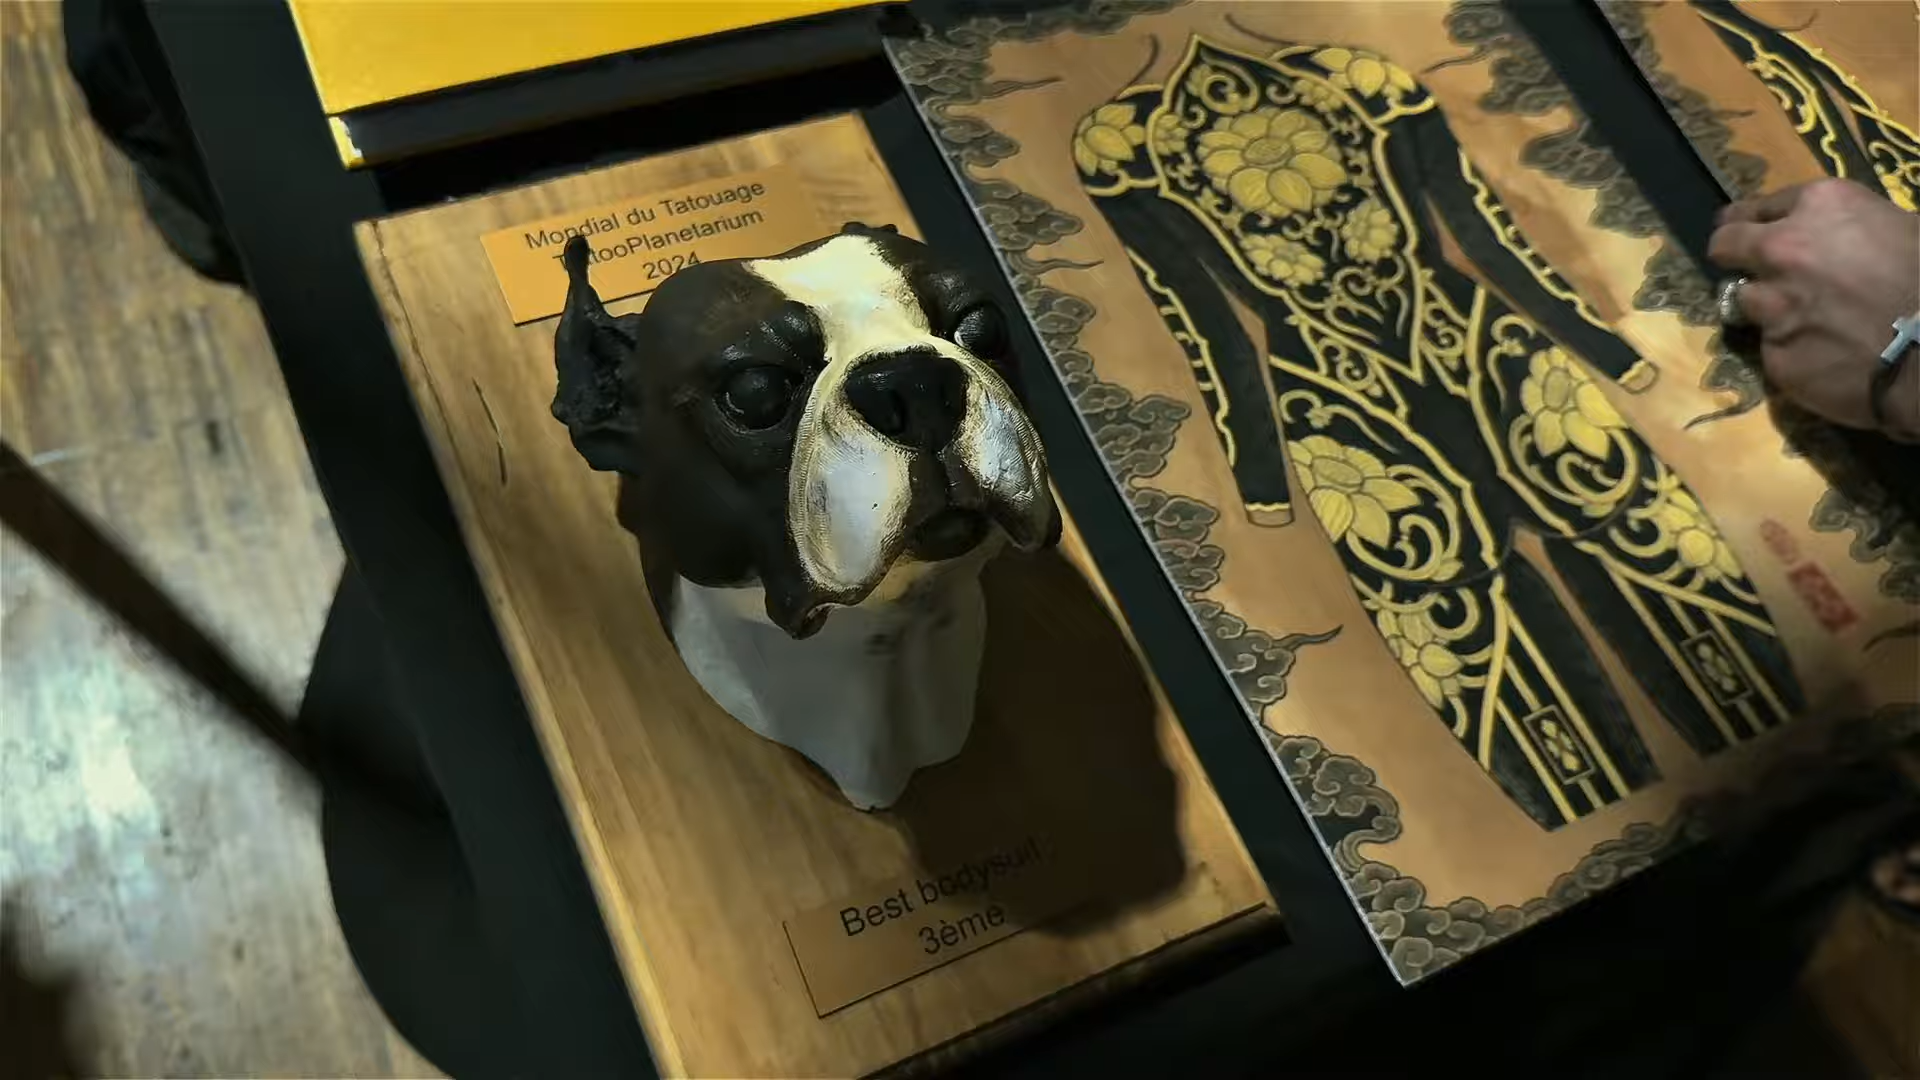 Mondial du Tatouage
TattooPlanetarium
2024
Best bodysuit
3ème